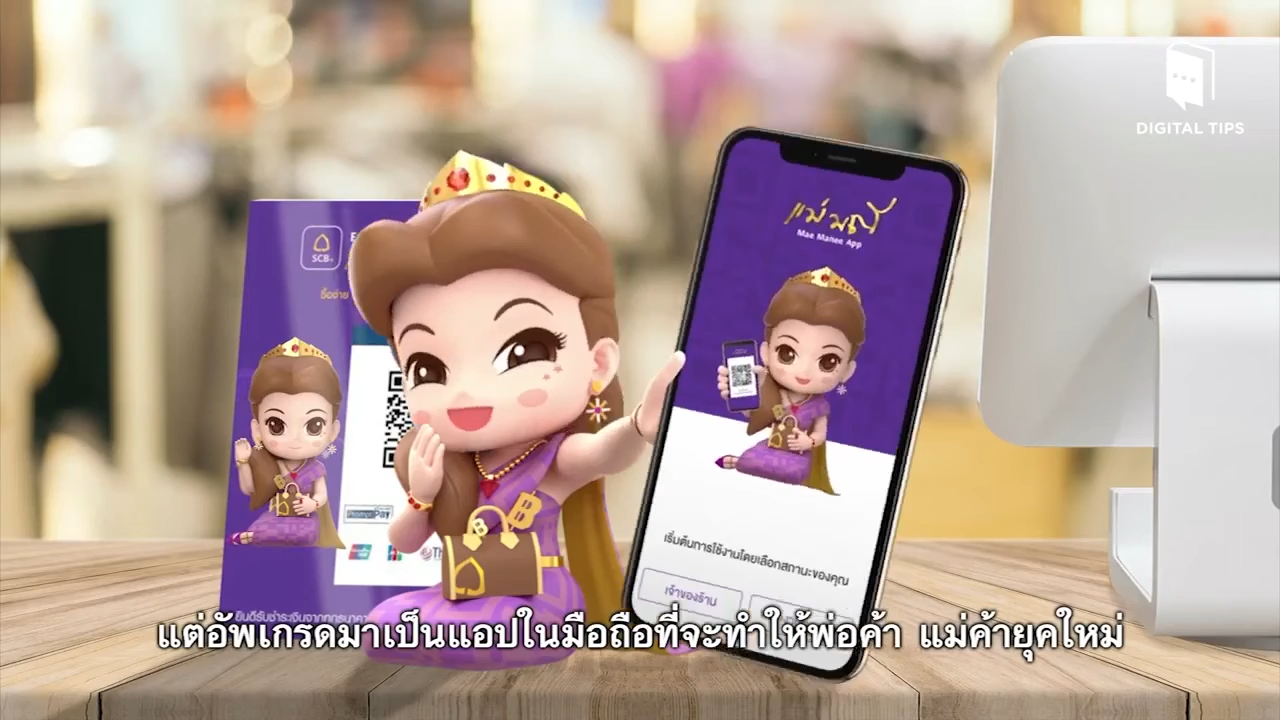 DIGITAL TIPS
SCB
แม่มณี
Mae Manee App
PromptPay
เริ่มต้นการใช้งานโดยเลือกสถานะของคุณ
เจ้าของร้าน
แต่อัพเกรดมาเป็นแอปในมือถือที่จะทำให้พ่อค้า แม่ค้ายุคใหม่